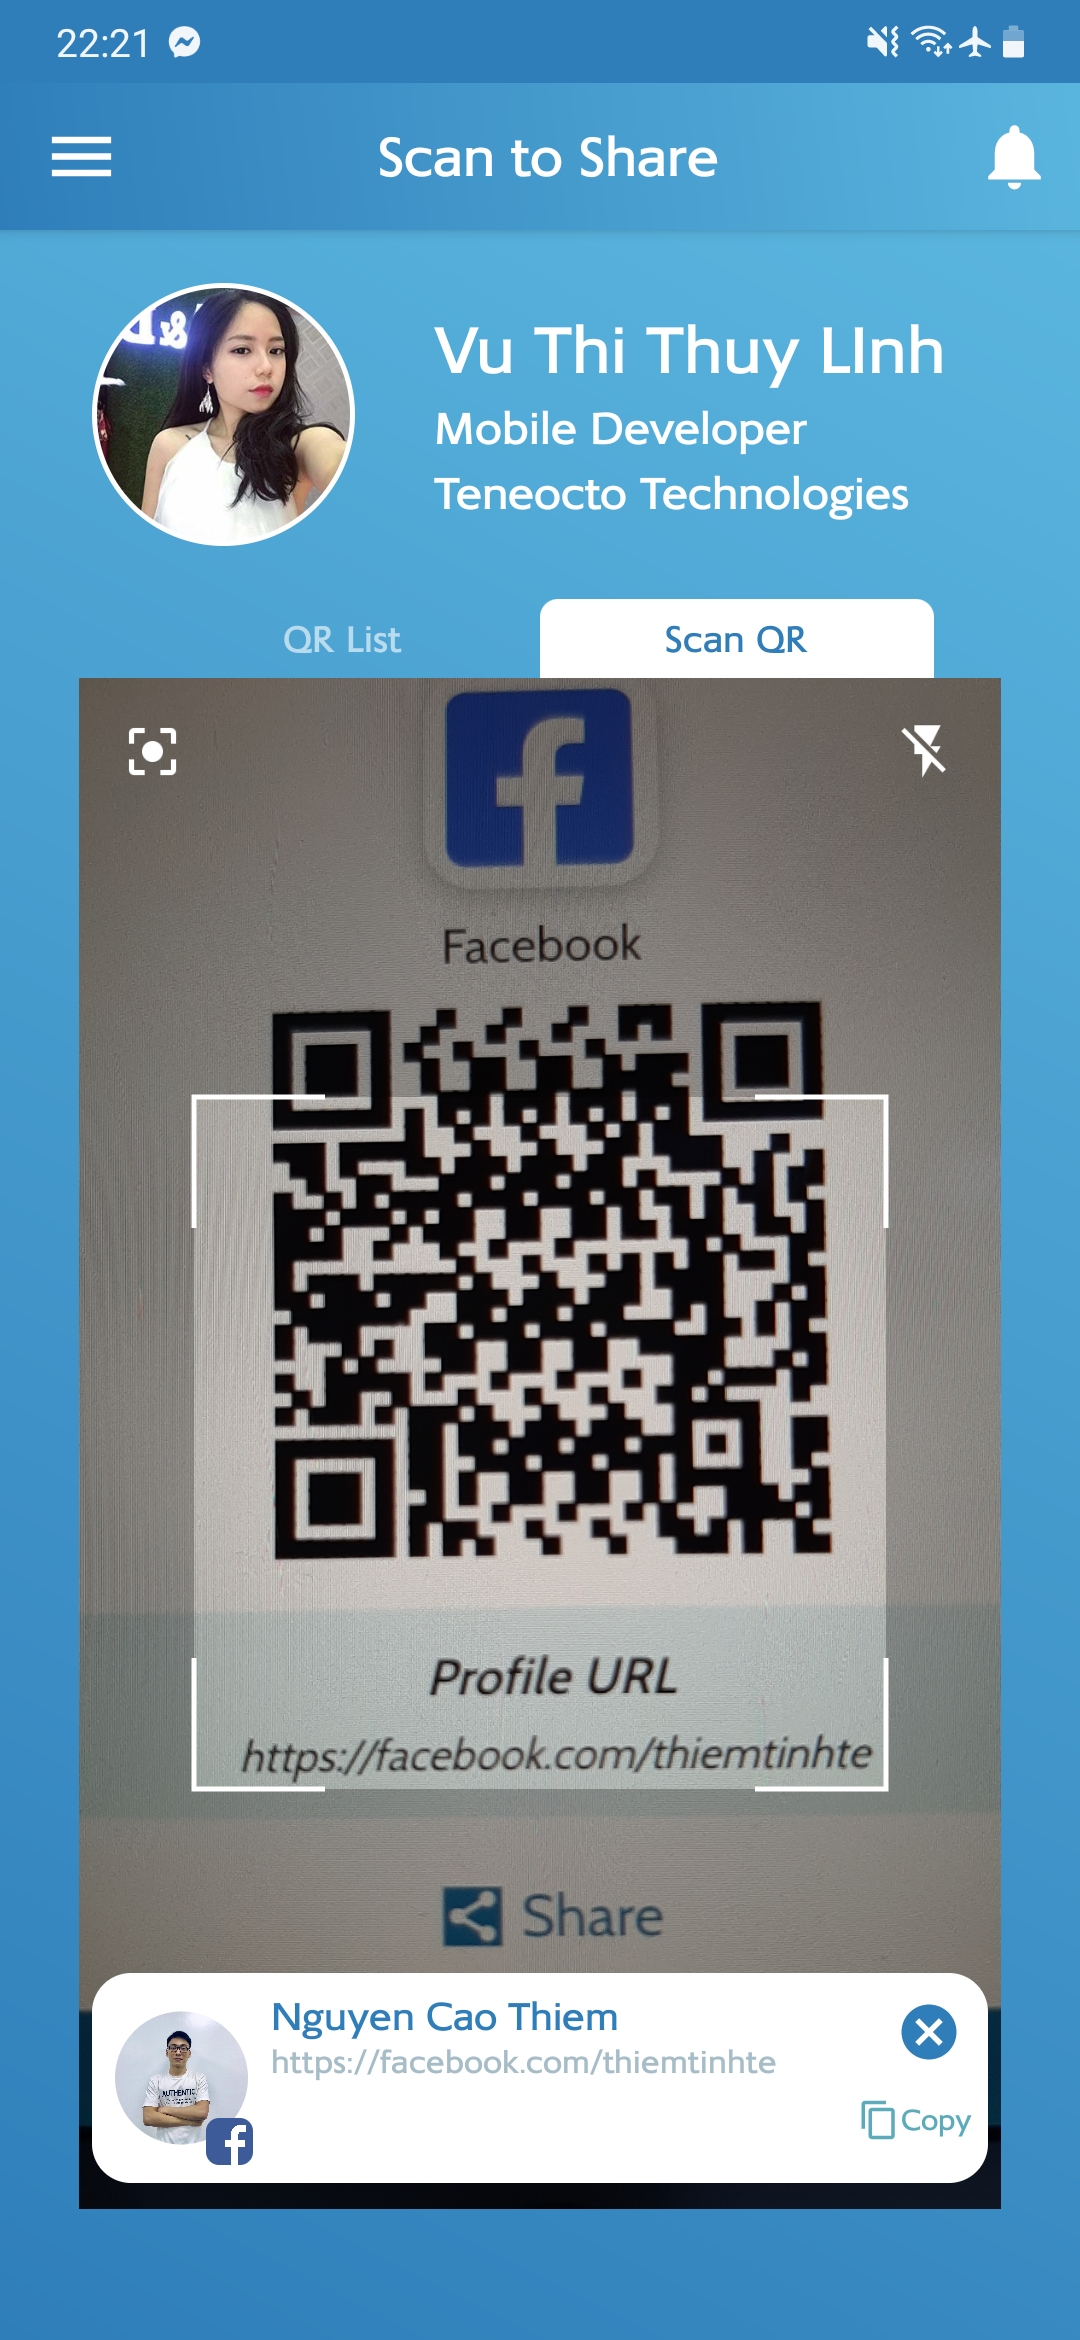 22:21
Scan to Share
&D
Vu Thi Thuy LInh
Mobile Developer
Teneocto Technologies
QR List
Scan QR
Facebook
Profile URL
https://facebook.com/thiemtinhte
Share
Nguyen Cao Thiem
https://facebook.com/thiemtinhte
AUTHENTIC
Copy